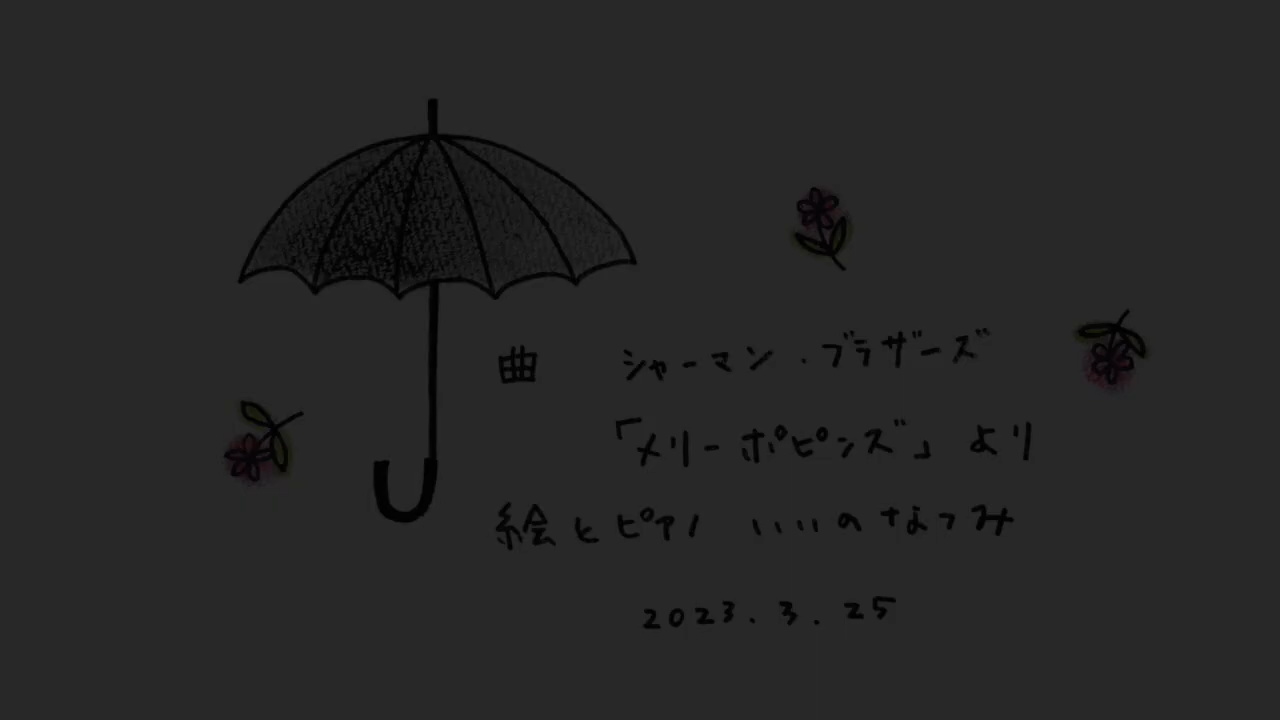 曲 シャーマン・ブラザーズ
「メリーポピンズ」より
絵とピアノ いいのなつみ
2023.3.25